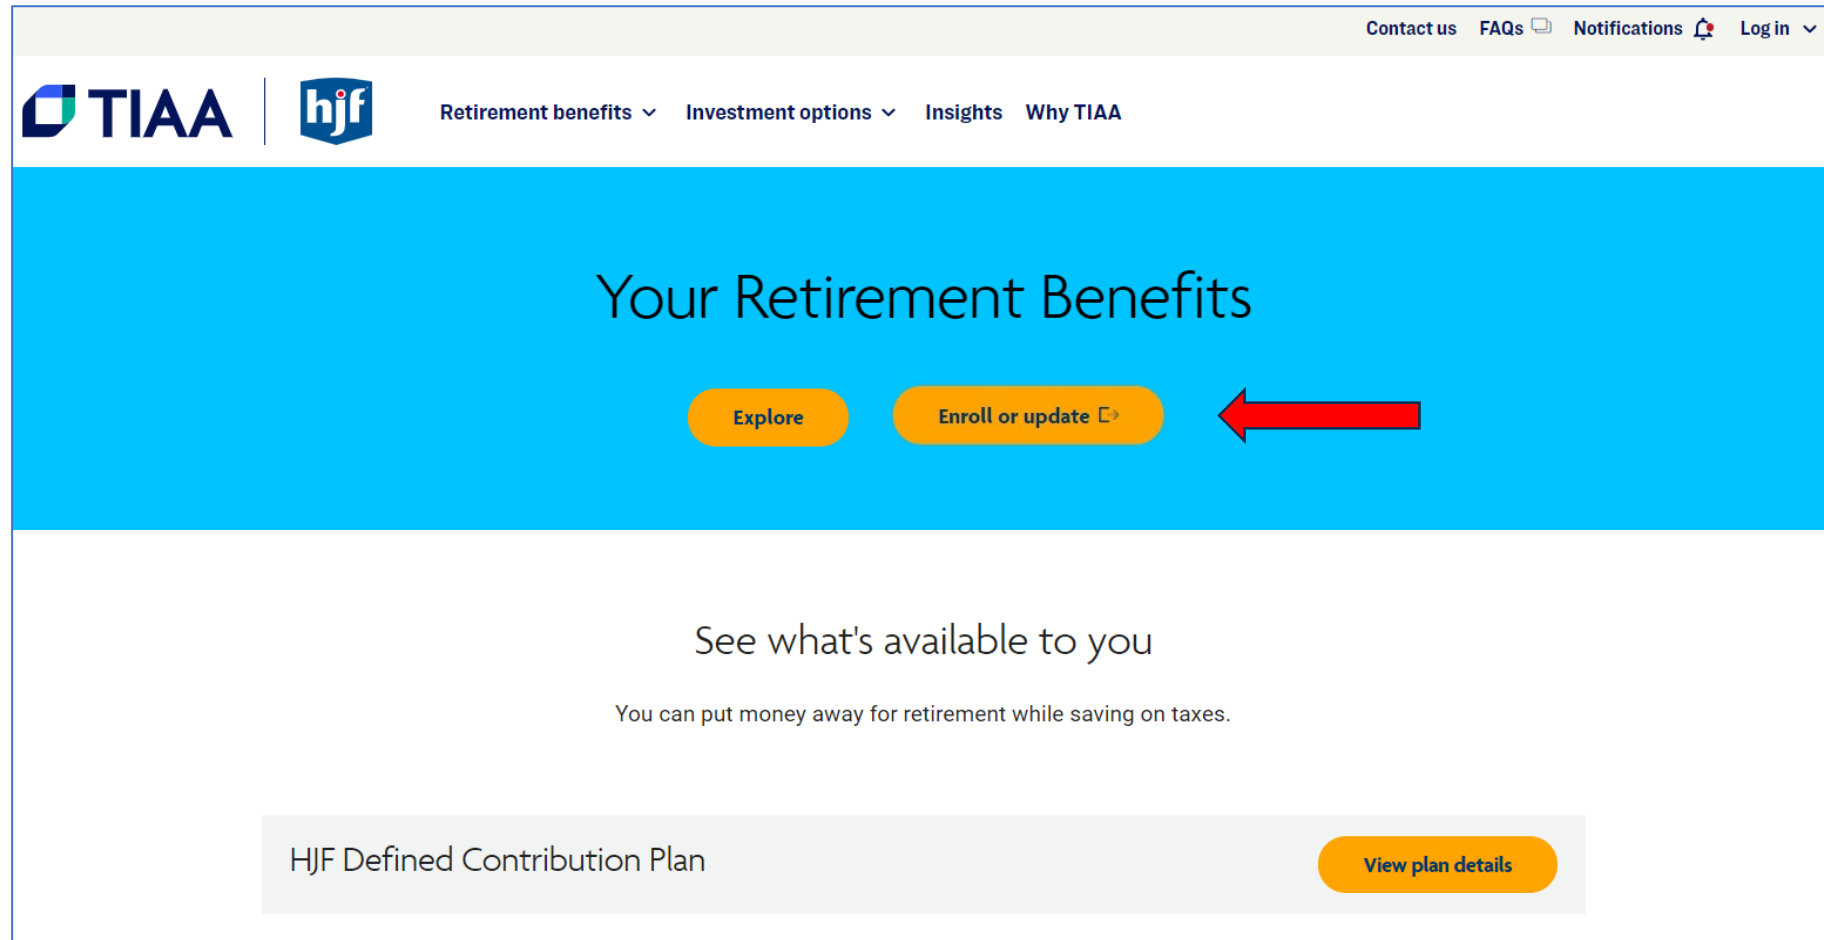 Contact us FAQs Notifications Log in
TIAA hjf Retirement benefits Investment options Insights Why TIAA
Your Retirement Benefits
Explore Enroll or update
See what's available to you
You can put money away for retirement while saving on taxes.
HJF Defined Contribution Plan View plan details